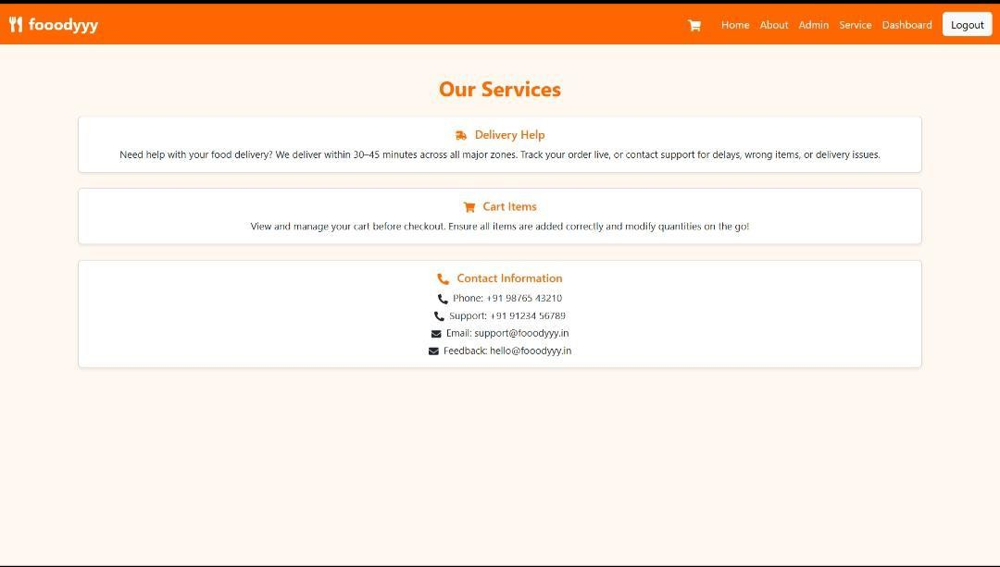 fooodyyy
Home About Admin Service Dashboard Logout
Our Services
Delivery Help
Need help with your food delivery? We deliver within 30–45 minutes across all major zones. Track your order live, or contact support for delays, wrong items, or delivery issues.
Cart Items
View and manage your cart before checkout. Ensure all items are added correctly and modify quantities on the go!
Contact Information
Phone: +91 98765 43210
Support: +91 91234 56789
Email: support@fooodyyy.in
Feedback: hello@fooodyyy.in